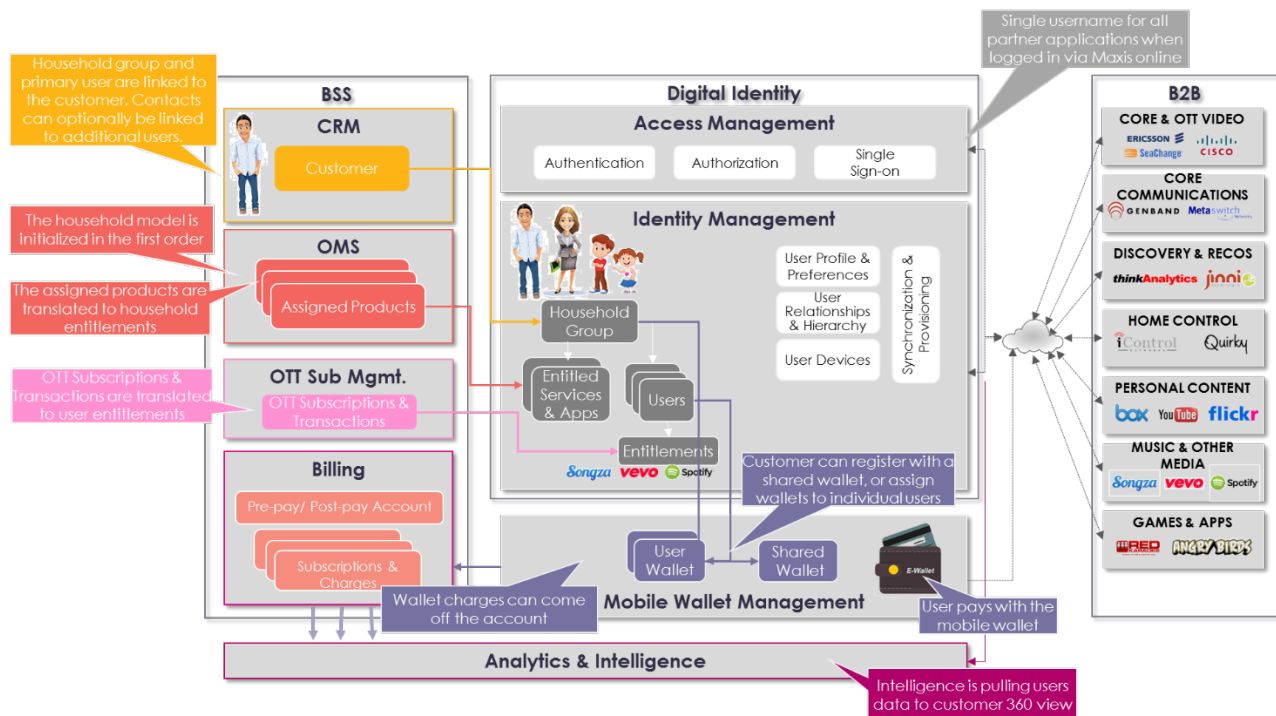 Single username for all
partner applications when
logged in via Maxis online
Household group and
primary user are linked to
the customer. Contacts
can optionally be linked
to additional users.
BSS
CRM
Customer
The household model is
initialized in the first order
The assigned products are
translated to household
entitlements
OMS
Assigned Products
OTT Subscriptions &
Transactions are translated
to user entitlements
OTT Sub Mgmt.
OTT Subscriptions &
Transactions
Billing
Pre-pay/ Post-pay Account
Subscriptions &
Charges
Digital Identity
Access Management
Authentication
Authorization
Single
Sign-on
Identity Management
User Profile &
Preferences
User
Relationships
& Hierarchy
User Devices
Synchronization &
Provisioning
Household
Group
Entitled
Services
& Apps
Users
Entitlements
Songza
vevo
Spotify
Customer can register with a
shared wallet, or assign
wallets to individual users
User
Wallet
Shared
Wallet
E-Wallet
Mobile Wallet Management
Wallet charges can come
off the account
User pays with the
mobile wallet
Analytics & Intelligence
Intelligence is pulling users
data to customer 360 view
B2B
CORE & OTT VIDEO
ERICSSON
SeaChange
CISCO
CORE
COMMUNICATIONS
GENBAND
Metaswitch
DISCOVERY & RECOS
thinkAnalytics
jinni
HOME CONTROL
iControl
Quirky
PERSONAL CONTENT
box
YouTube
flickr
MUSIC & OTHER
MEDIA
Songza
vevo
Spotify
GAMES & APPS
RED
ANGRY BIRDS